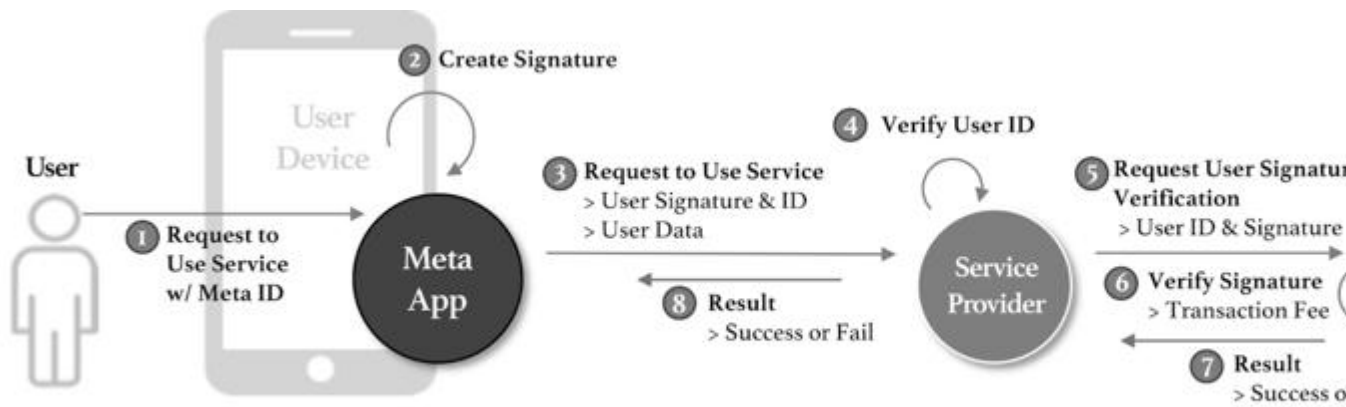 User
User
Device
2 Create Signature
1 Request to
Use Service
w/ Meta ID
Meta
App
3 Request to Use Service
> User Signature & ID
> User Data
8 Result
> Success or Fail
4 Verify User ID
Service
Provider
5 Request User Signatur
Verification
> User ID & Signature
6 Verify Signature
> Transaction Fee
7 Result
> Success o